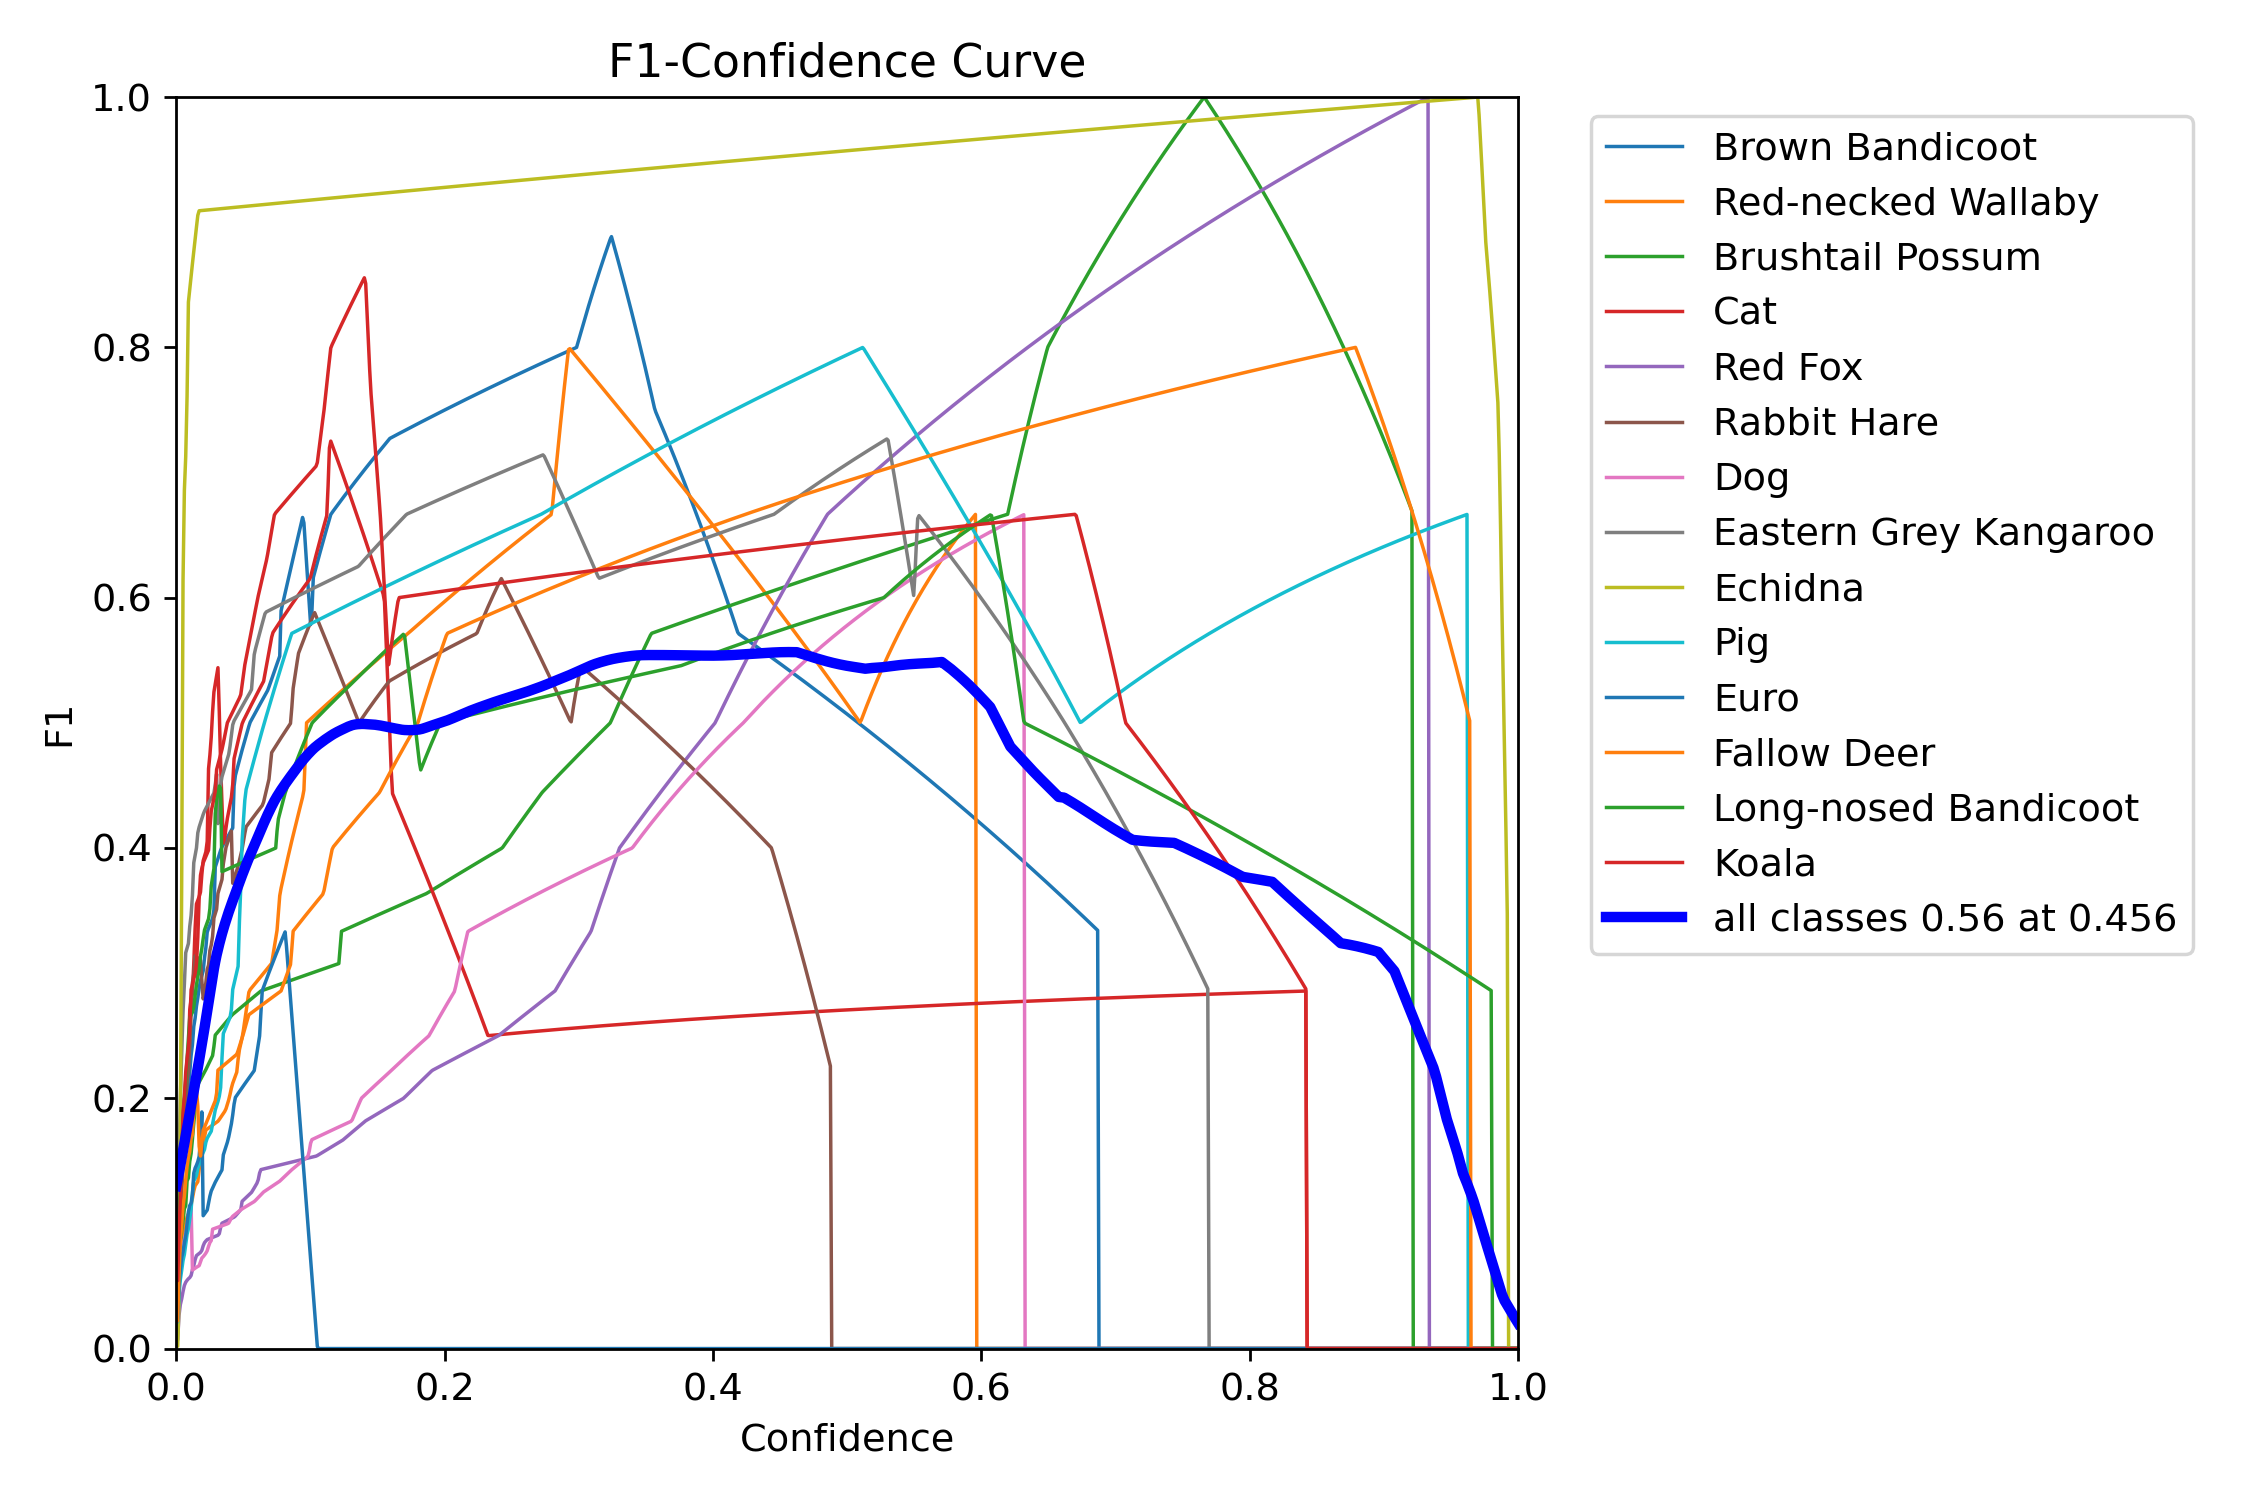 F1-Confidence Curve
1.0
0.8
0.6
0.4
0.2
0.0
F1
0.0 0.2 0.4 0.6 0.8 1.0
Confidence
Brown Bandicoot
Red-necked Wallaby
Brushtail Possum
Cat
Red Fox
Rabbit Hare
Dog
Eastern Grey Kangaroo
Echidna
Pig
Euro
Fallow Deer
Long-nosed Bandicoot
Koala
all classes 0.56 at 0.456